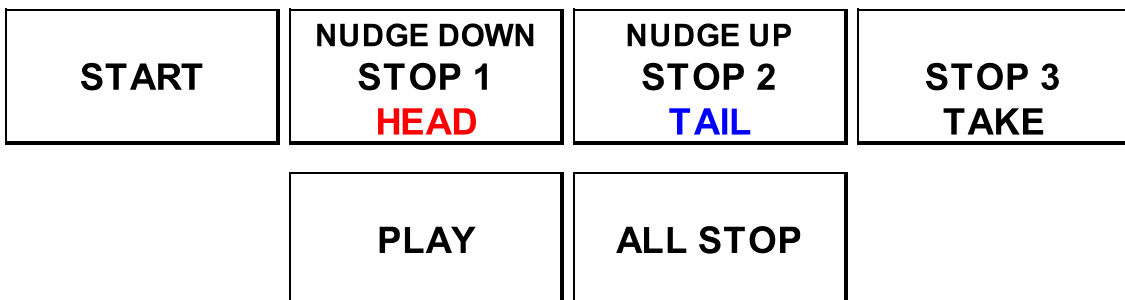 START
NUDGE DOWN
STOP 1
HEAD
NUDGE UP
STOP 2
TAIL
STOP 3
TAKE
PLAY
ALL STOP